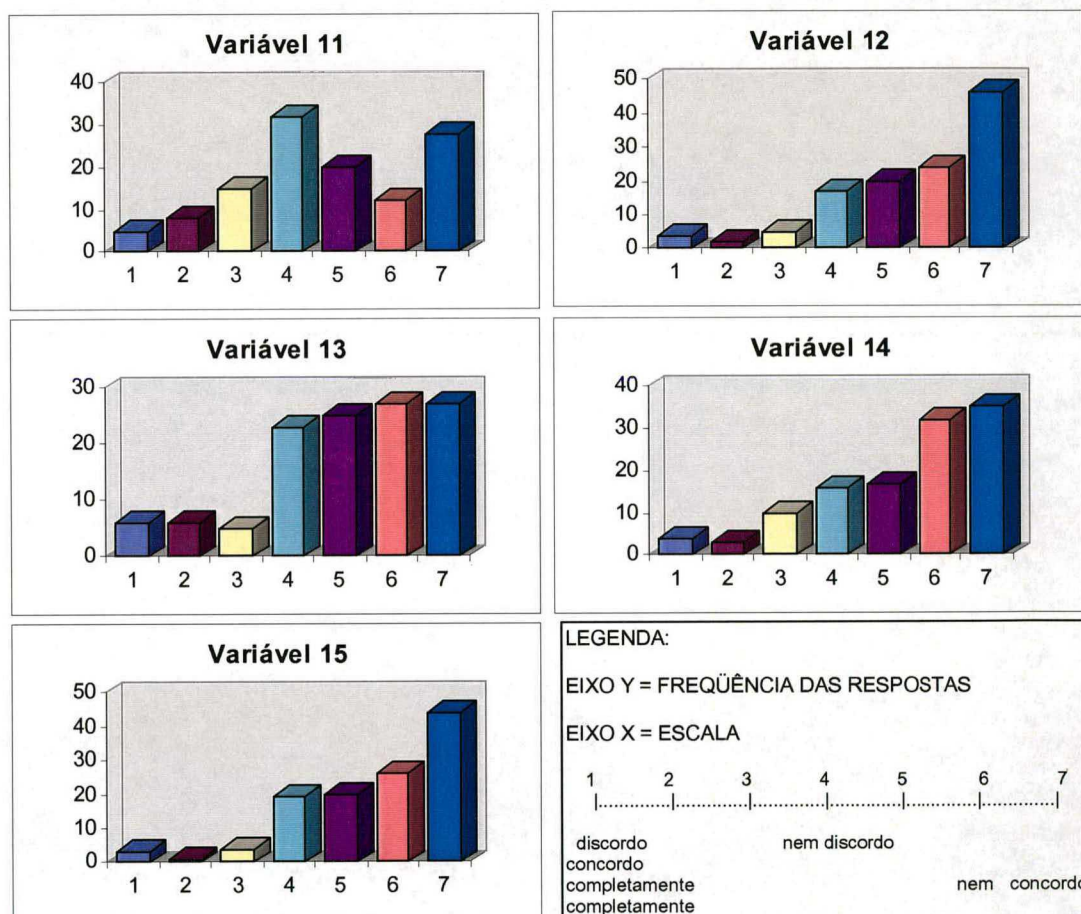 Variável 11
40
30
20
10
0
1 2 3 4 5 6 7
Variável 12
50
40
30
20
10
0
1 2 3 4 5 6 7
Variável 13
30
20
10
0
1 2 3 4 5 6 7
Variável 14
40
30
20
10
0
1 2 3 4 5 6 7
Variável 15
50
40
30
20
10
0
1 2 3 4 5 6 7
LEGENDA:
EIXO Y = FREQÜÊNCIA DAS RESPOSTAS
EIXO X = ESCALA
1 2 3 4 5 6 7
discordo nem discordo
concordo
completamente nem concordo
completamente